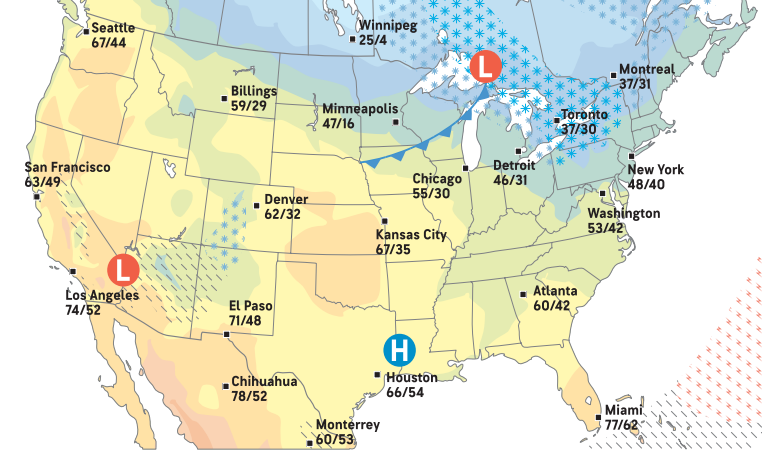 Winnipeg
25/4
Seattle
67/44
L
Montreal
37/31
Billings
59/29
Minneapolis
47/16
Toronto
37/30
San Francisco
63/49
Detroit
46/31
New York
48/40
Chicago
55/30
Denver
62/32
Washington
53/42
Kansas City
67/35
L
Los Angeles
74/52
Atlanta
60/42
El Paso
71/48
H
Chihuahua
78/52
Houston
66/54
Miami
77/62
Monterrey
60/53